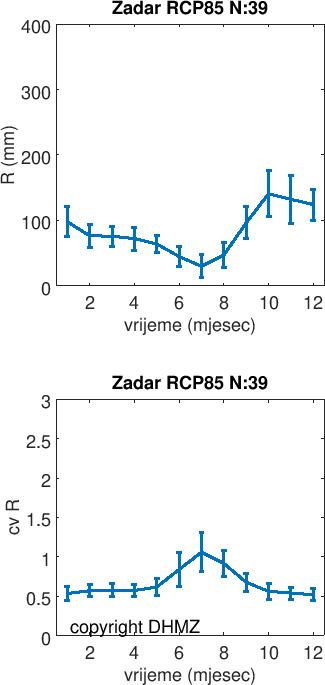 Zadar RCP85 N:39
400
300
200
100
0
R (mm)
2 4 6 8 10 12
vrijeme (mjesec)
Zadar RCP85 N:39
3
2.5
2
1.5
1
0.5
0
cv R
copyright DHMZ
2 4 6 8 10 12
vrijeme (mjesec)